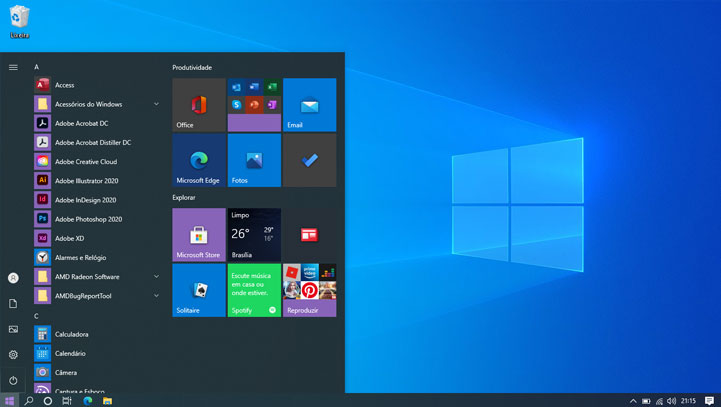 Lixeira
A
Access
Acessórios do Windows
Adobe Acrobat DC
Adobe Acrobat Distiller DC
Adobe Creative Cloud
Adobe Illustrator 2020
Adobe InDesign 2020
Adobe Photoshop 2020
Adobe XD
Alarmes e Relógio
AMD Radeon Software
AMDBugReportTool
C
Calculadora
Calendário
Câmera
Captura e Esboço
Produtividade
Office
Email
Microsoft Edge
Fotos
Explorar
Microsoft Store
Limpo
26°
29°
16°
Brasília
Solitaire
Escute música
em casa ou
onde estiver.
Spotify
prime video
Reproduzir
21:15